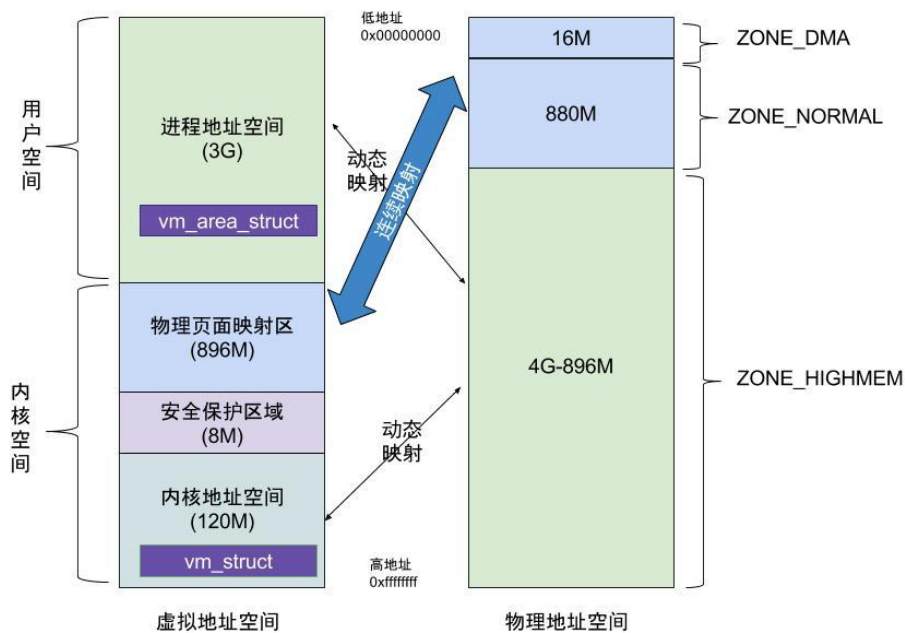 低地址
0x00000000
16M
ZONE_DMA
880M
ZONE_NORMAL
用户空间
进程地址空间
(3G)
动态
映射
连续映射
vm_area_struct
物理页面映射区
(896M)
4G-896M
ZONE_HIGHMEM
内核空间
安全保护区域
(8M)
动态
映射
内核地址空间
(120M)
vm_struct
高地址
0xffffffff
虚拟地址空间
物理地址空间